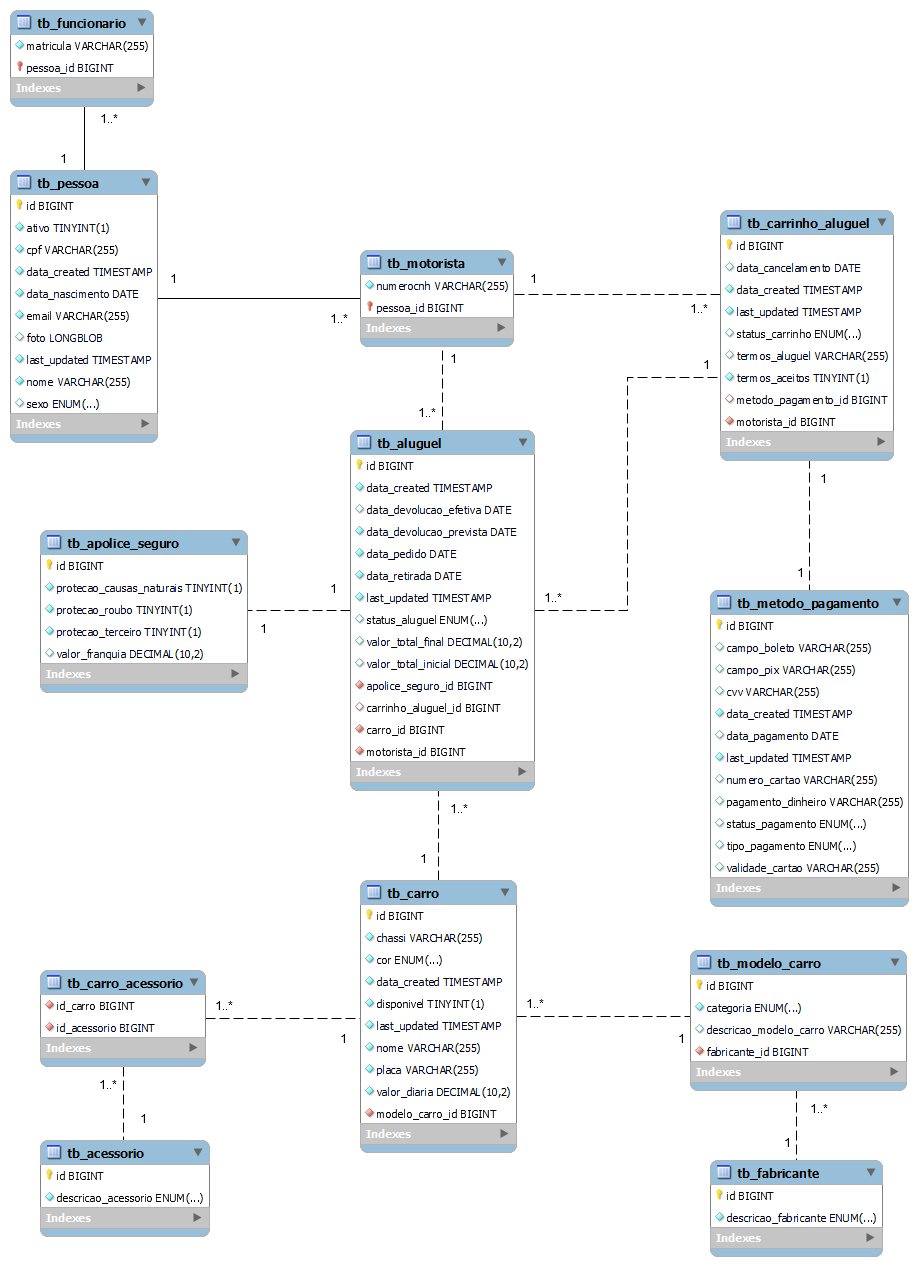 tb_funcionario
matricula VARCHAR(255)
pessoa_id BIGINT
Indexes
1..*
1
tb_pessoa
id BIGINT
ativo TINYINT(1)
cpf VARCHAR(255)
data_created TIMESTAMP
data_nascimento DATE
email VARCHAR(255)
foto LONGBLOB
last_updated TIMESTAMP
nome VARCHAR(255)
sexo ENUM(...)
Indexes
1
1..*
tb_motorista
numerocnh VARCHAR(255)
pessoa_id BIGINT
Indexes
1
1..*
1
1..*
tb_carrinho_aluguel
id BIGINT
data_cancelamento DATE
data_created TIMESTAMP
last_updated TIMESTAMP
status_carrinho ENUM(...)
termos_aluguel VARCHAR(255)
termos_aceitos TINYINT(1)
metodo_pagamento_id BIGINT
motorista_id BIGINT
Indexes
1
1..*
1
1
tb_aluguel
id BIGINT
data_created TIMESTAMP
data_devolucao_efetiva DATE
data_devolucao_prevista DATE
data_pedido DATE
data_retirada DATE
last_updated TIMESTAMP
status_aluguel ENUM(...)
valor_total_final DECIMAL(10,2)
valor_total_inicial DECIMAL(10,2)
apolice_seguro_id BIGINT
carrinho_aluguel_id BIGINT
carro_id BIGINT
motorista_id BIGINT
Indexes
tb_apolice_seguro
id BIGINT
protecao_causas_naturais TINYINT(1)
protecao_roubo TINYINT(1)
protecao_terceiro TINYINT(1)
valor_franquia DECIMAL(10,2)
Indexes
1
1
tb_metodo_pagamento
id BIGINT
campo_boleto VARCHAR(255)
campo_pix VARCHAR(255)
cvv VARCHAR(255)
data_created TIMESTAMP
data_pagamento DATE
last_updated TIMESTAMP
numero_cartao VARCHAR(255)
pagamento_dinheiro VARCHAR(255)
status_pagamento ENUM(...)
tipo_pagamento ENUM(...)
validade_cartao VARCHAR(255)
Indexes
1..*
1
tb_carro
id BIGINT
chassi VARCHAR(255)
cor ENUM(...)
data_created TIMESTAMP
disponivel TINYINT(1)
last_updated TIMESTAMP
nome VARCHAR(255)
placa VARCHAR(255)
valor_diaria DECIMAL(10,2)
modelo_carro_id BIGINT
Indexes
tb_carro_acessorio
id_carro BIGINT
id_acessorio BIGINT
Indexes
1..*
1
1..*
1
tb_acessorio
id BIGINT
descricao_acessorio ENUM(...)
Indexes
1..*
1
tb_modelo_carro
id BIGINT
categoria ENUM(...)
descricao_modelo_carro VARCHAR(255)
fabricante_id BIGINT
Indexes
1..*
1
tb_fabricante
id BIGINT
descricao_fabricante ENUM(...)
Indexes